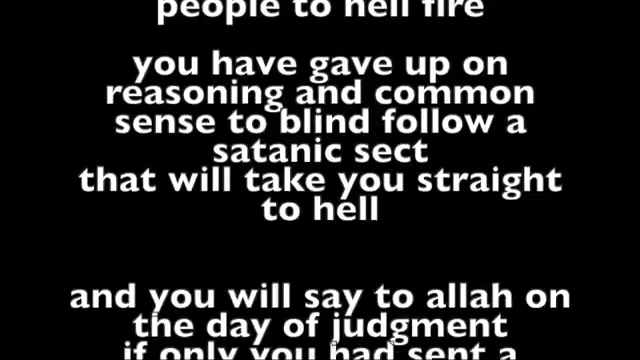 people to hell fire
you have gave up on
reasoning and common
sense to blind follow a
satanic sect
that will take you straight
to hell
and you will say to allah on
the day of judgment
if only you had sent a